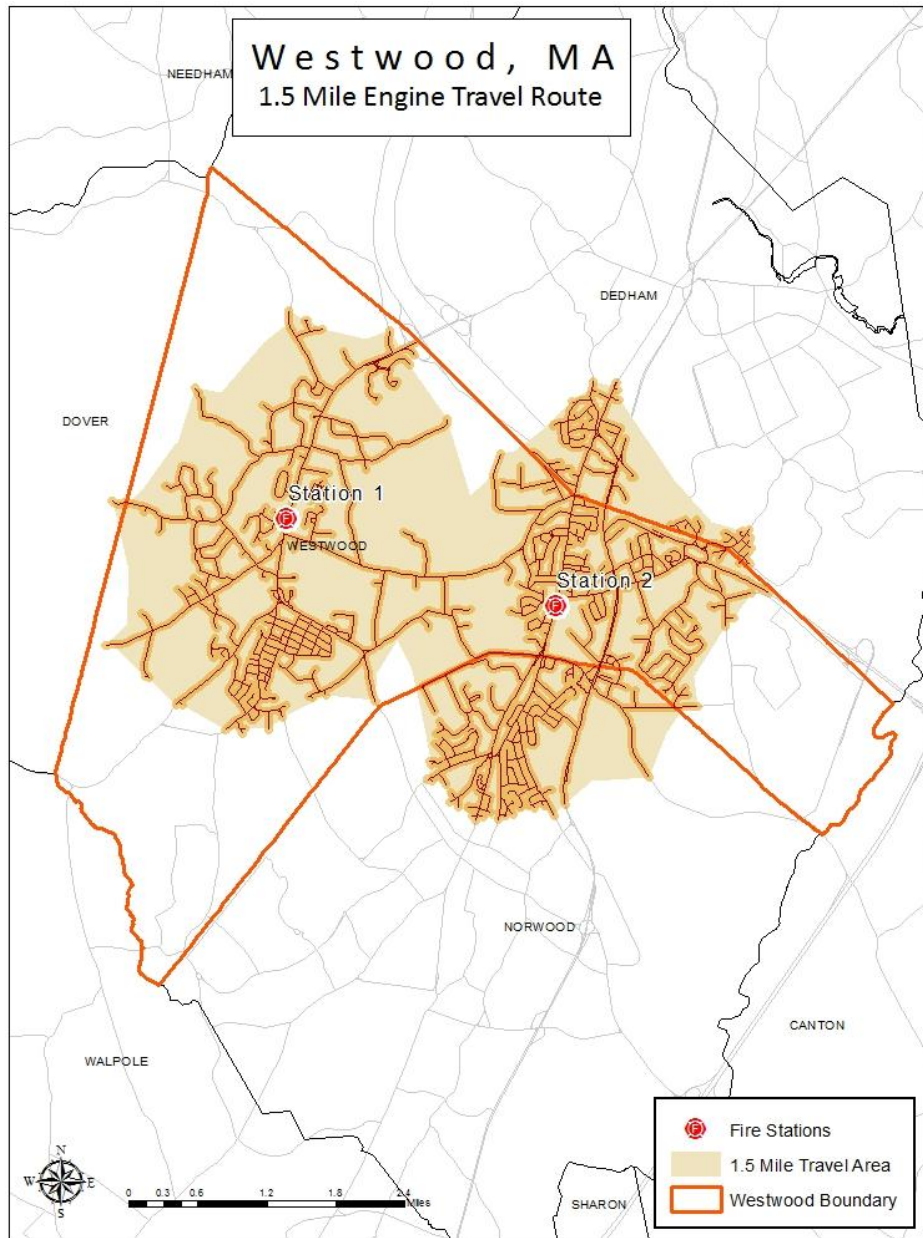 Westwood, MA
1.5 Mile Engine Travel Route
NEEDHAM
DEDHAM
DOVER
Station 1
WESTWOOD
Station 2
NORWOOD
CANTON
WALPOLE
SHARON
N
W E
S
0 0.3 0.6 1.2 1.8 2.4
Miles
F Fire Stations
1.5 Mile Travel Area
Westwood Boundary